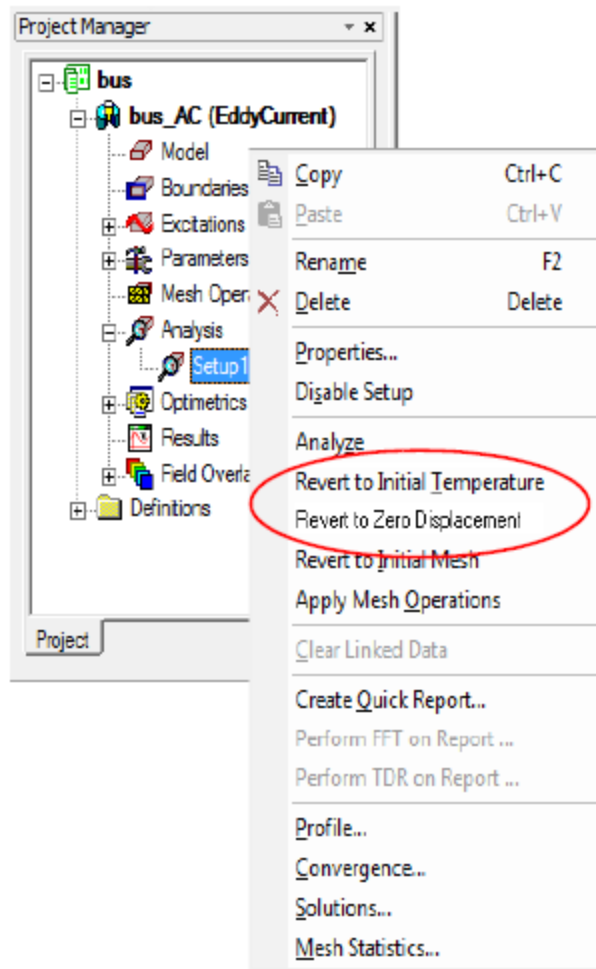 Project Manager
bus
bus_AC (EddyCurrent)
Model
Boundaries
Excitations
Parameters
Mesh Oper
Analysis
Setup1
Optimetrics
Results
Field Overla
Definitions
Project
Copy Ctrl+C
Paste Ctrl+V
Rename F2
Delete Delete
Properties...
Disable Setup
Analyze
Revert to Initial Temperature
Revert to Zero Displacement
Revert to Initial Mesh
Apply Mesh Operations
Clear Linked Data
Create Quick Report...
Perform FFT on Report ...
Perform TDR on Report ...
Profile...
Convergence...
Solutions...
Mesh Statistics...